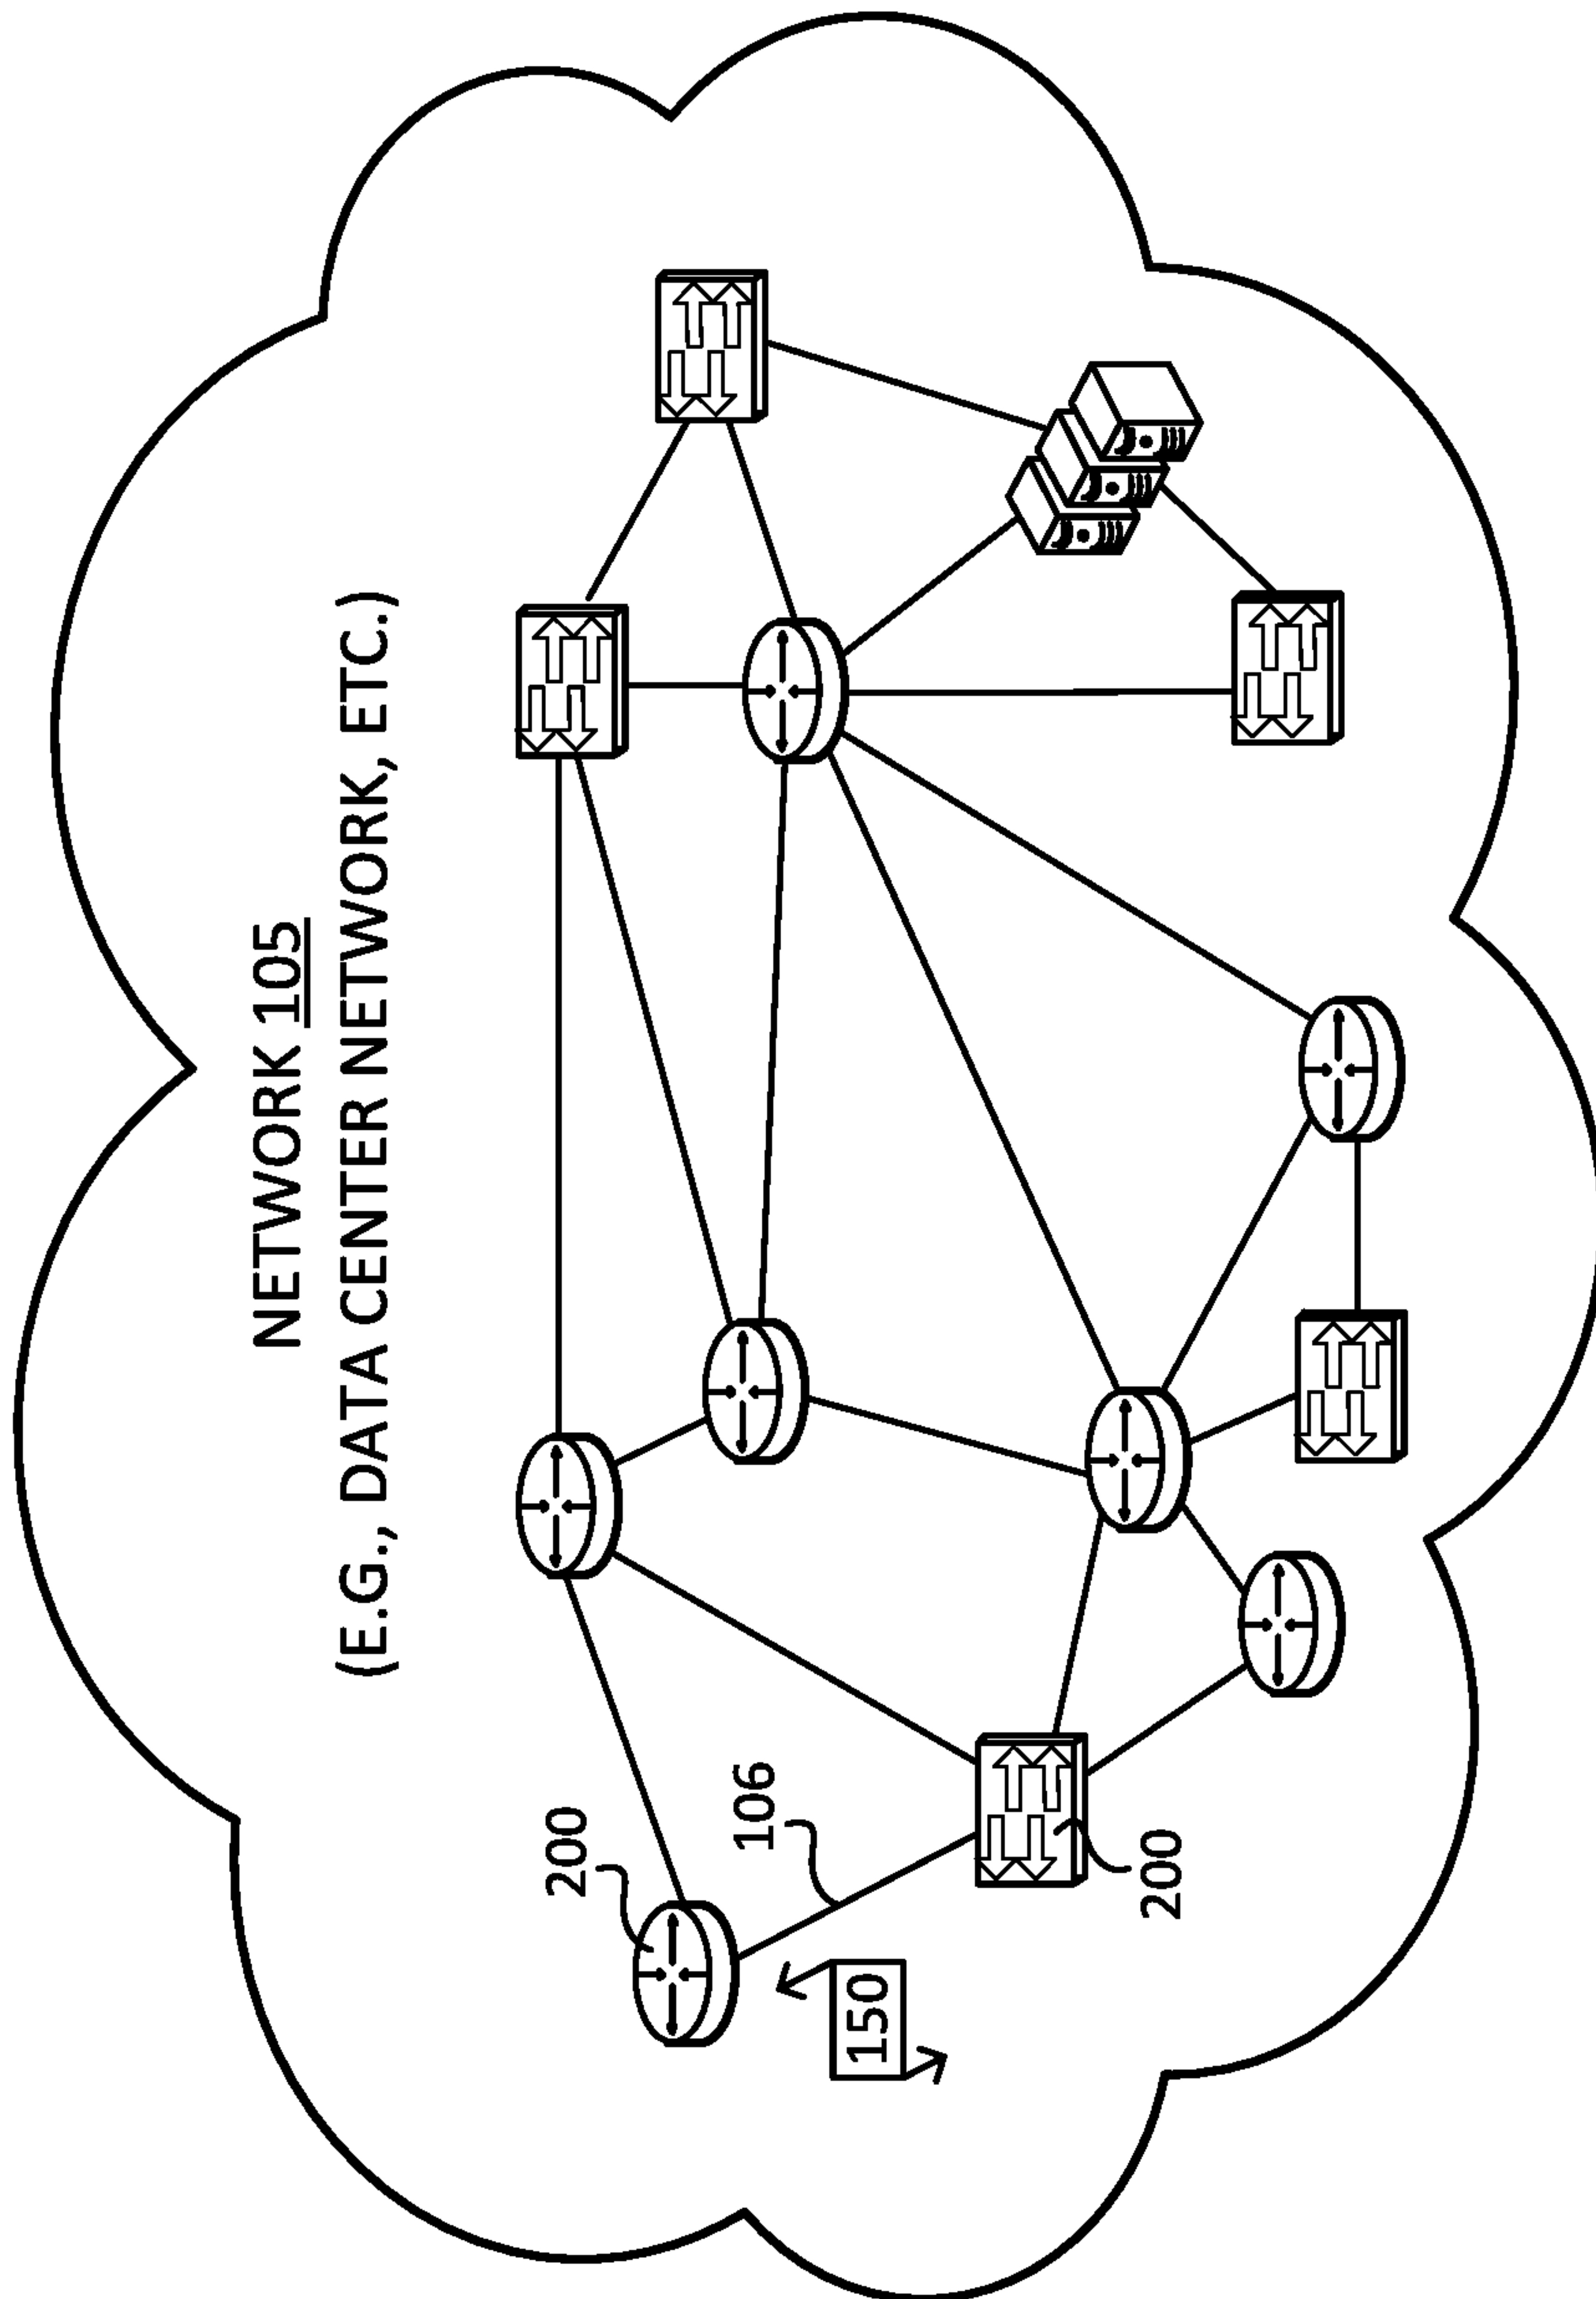 NETWORK 105
(E.G., DATA CENTER NETWORK, ETC.)
200
106
150
200